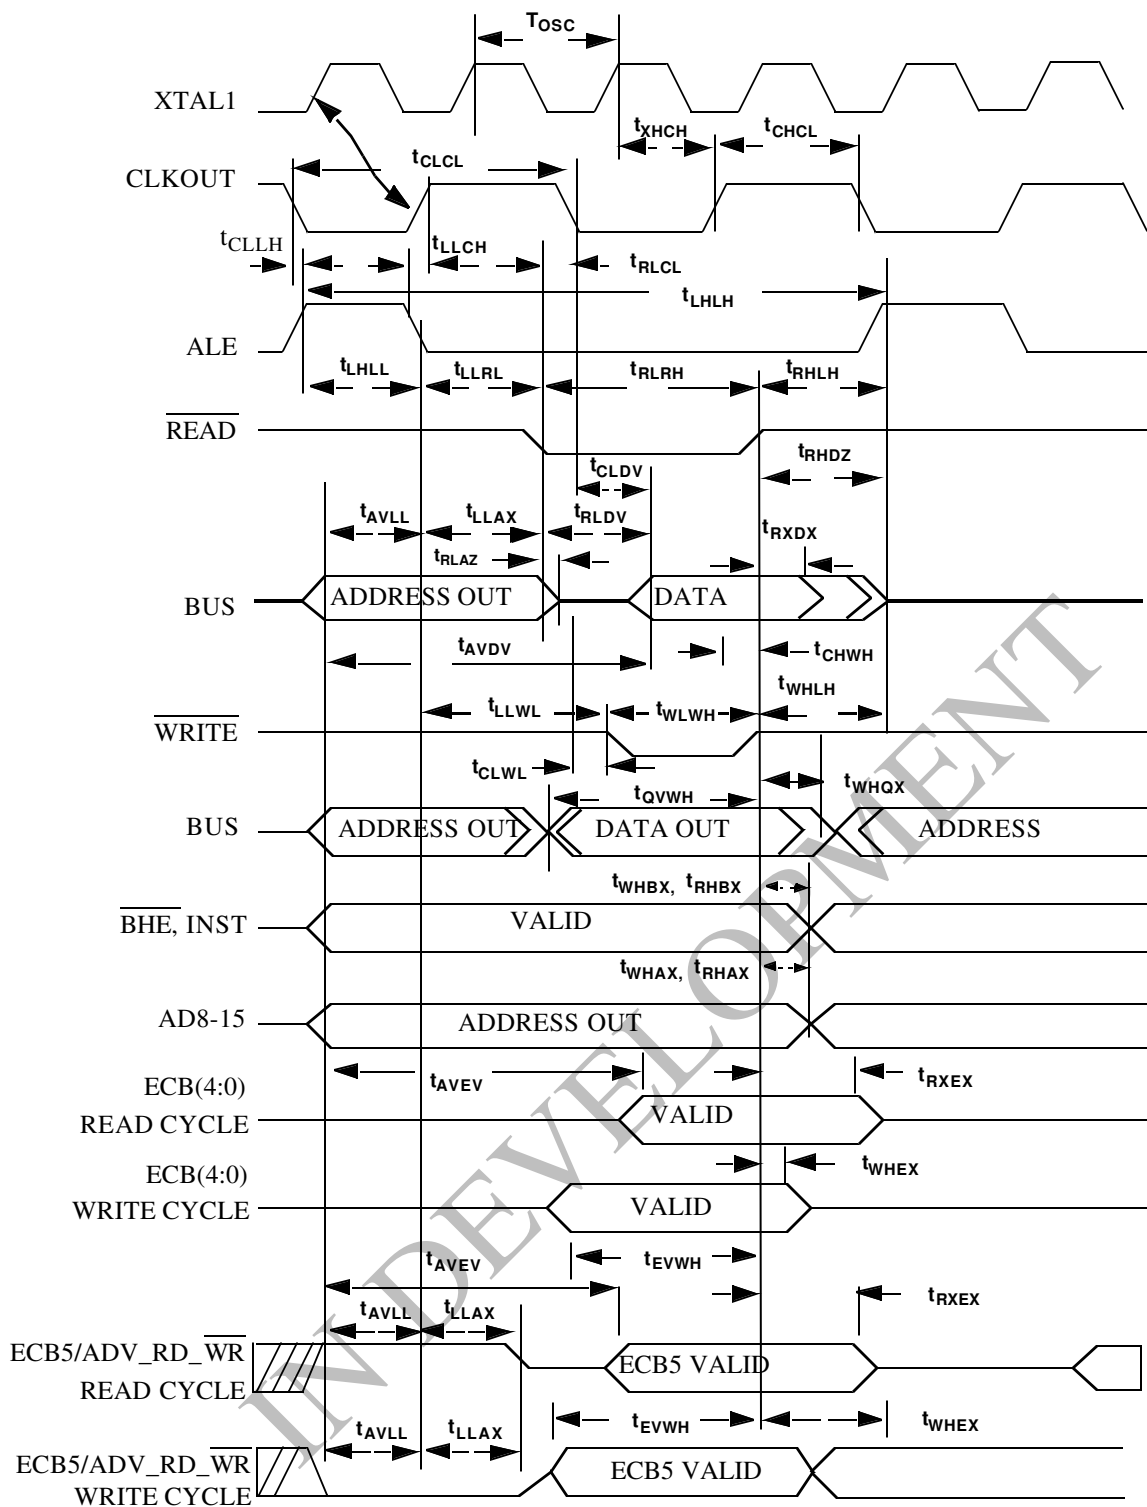 TOSC
XTAL1
tXHCH tCHCL
tCLCL
CLKOUT
tCLLH tLLCH
tRLCL
tLHLH
ALE
tLHLL tLLRL tRLRH tRHLH
READ
tRHDZ
tCLDV
tAVLL tLLAX tRLDV
tRXDX
tRLAZ
BUS ADDRESS OUT DATA
tAVDV tCHWH
tWHLH
tLLWL tWLWH
WRITE
tCLWL
tWHQX
tQVWH
BUS ADDRESS OUT DATA OUT ADDRESS
tWHBX, tRHBX
BHE, INST VALID
tWHAX, tRHAX
AD8-15 ADDRESS OUT
tAVEV tRXEX
ECB(4:0)
READ CYCLE VALID
tWHEX
ECB(4:0)
WRITE CYCLE VALID
tAVEV tEVWH
tRXEX
tAVLL tLLAX
ECB5/ADV_RD_WR ECB5 VALID
READ CYCLE
tEVWH tWHEX
tAVLL tLLAX
ECB5/ADV_RD_WR ECB5 VALID
WRITE CYCLE
IN DEVELOPMENT